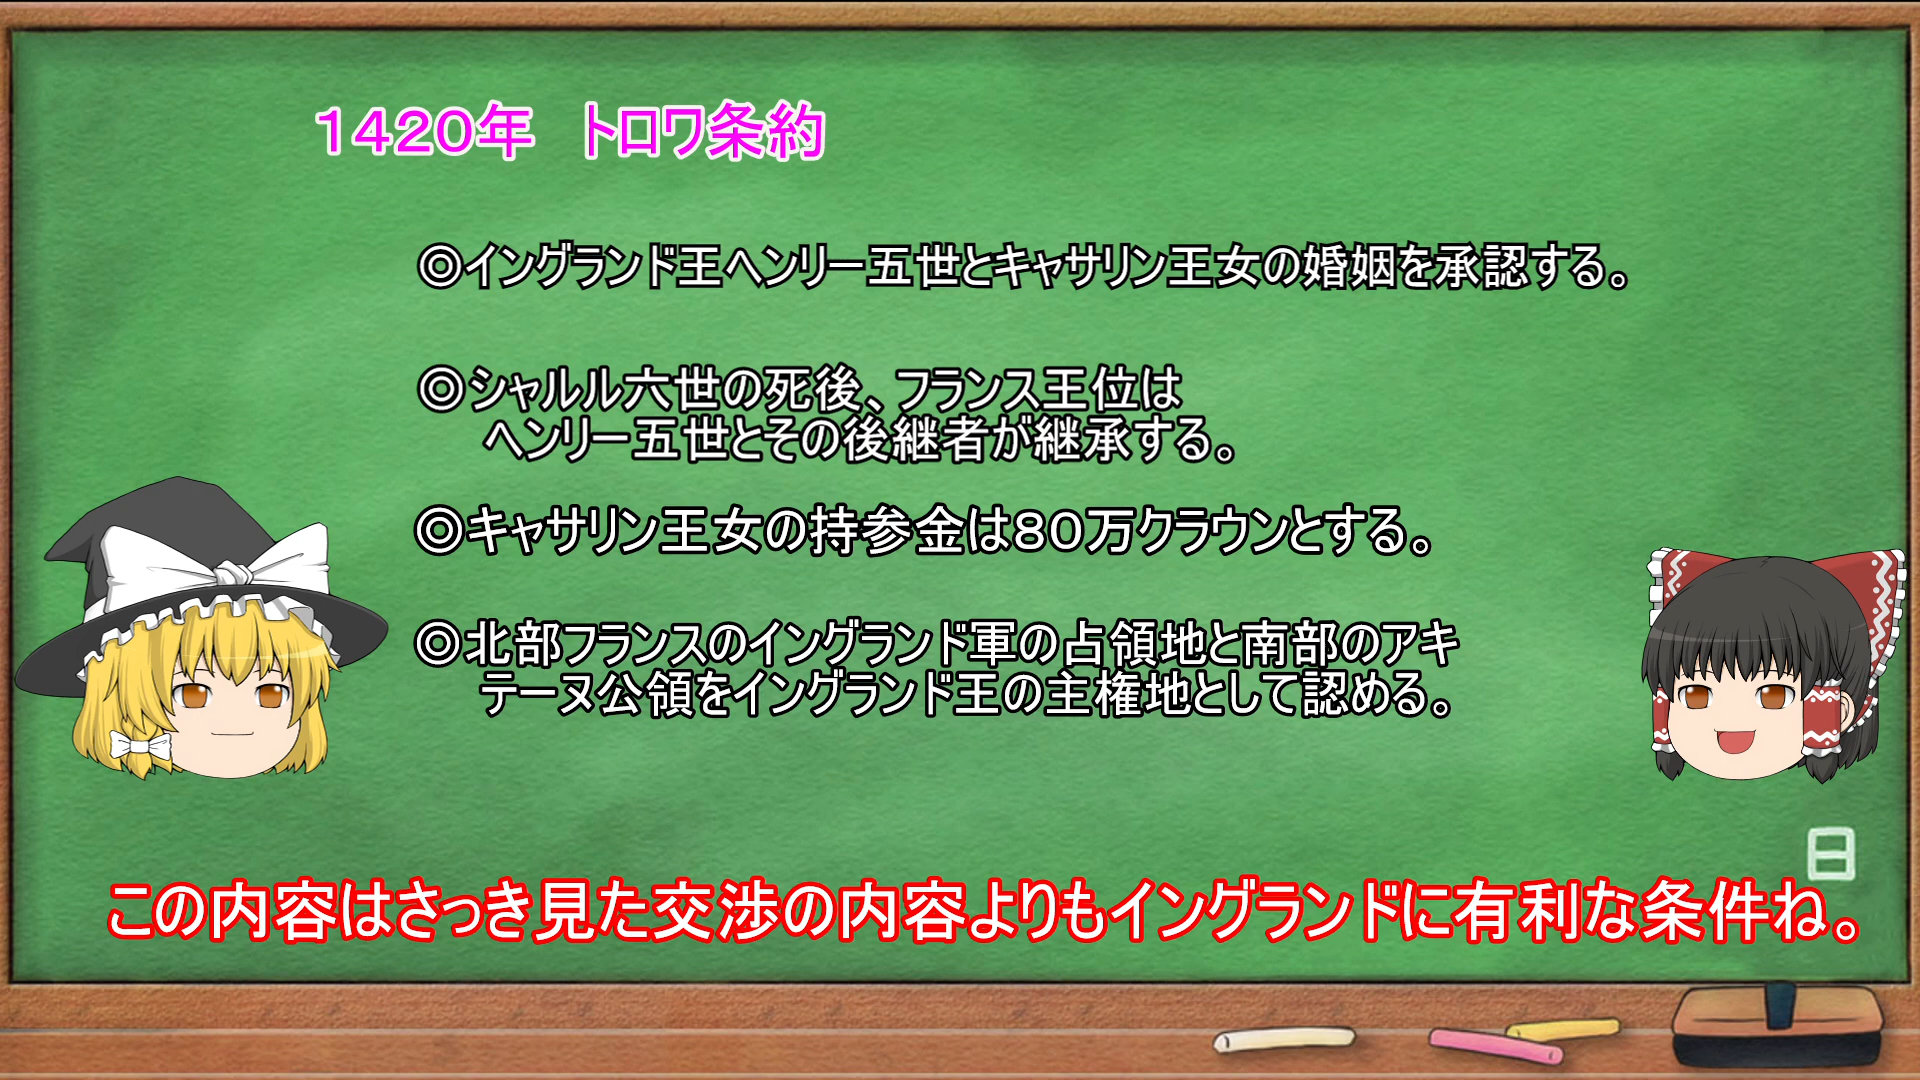 1420年　トロワ条約
◎イングランド王ヘンリー五世とキャサリン王女の婚姻を承認する。
◎シャルル六世の死後、フランス王位は
ヘンリー五世とその後継者が継承する。
◎キャサリン王女の持参金は80万クラウンとする。
◎北部フランスのイングランド軍の占領地と南部のアキ
テーヌ公領をイングランド王の主権地として認める。
日
この内容はさっき見た交渉の内容よりもイングランドに有利な条件ね。